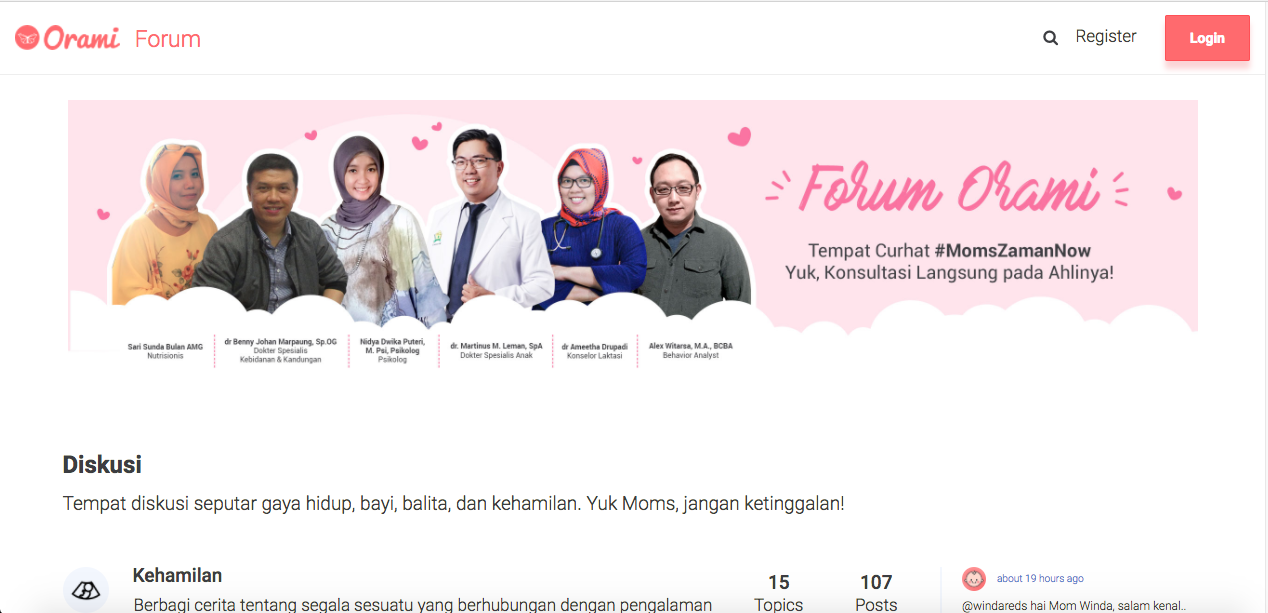 Orami Forum
Register
Login
Forum Orami
Tempat Curhat #MomsZamanNow
Yuk, Konsultasi Langsung pada Ahlinya!
Sari Sunda Bulan AMG
Nutrisionis
dr Benny Johan Marpaung, Sp.OG
Dokter Spesialis
Kebidanan & Kandungan
Nidya Dwika Puteri,
M. Psi, Psikolog
Psikolog
dr. Martinus M. Leman, SpA
Dokter Spesialis Anak
dr Ameetha Drupadi
Konselor Laktasi
Alex Witarsa, M.A., BCBA
Behavior Analyst
Diskusi
Tempat diskusi seputar gaya hidup, bayi, balita, dan kehamilan. Yuk Moms, jangan ketinggalan!
Kehamilan
Berbagi cerita tentang segala sesuatu yang berhubungan dengan pengalaman
15
Topics
107
Posts
about 19 hours ago
@windareds hai Mom Winda, salam kenal..